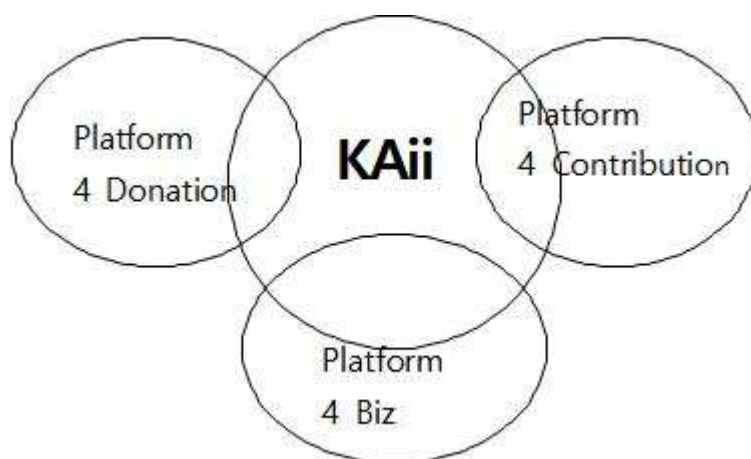 Platform
4 Donation
KAii
Platform
4 Contribution
Platform
4 Biz